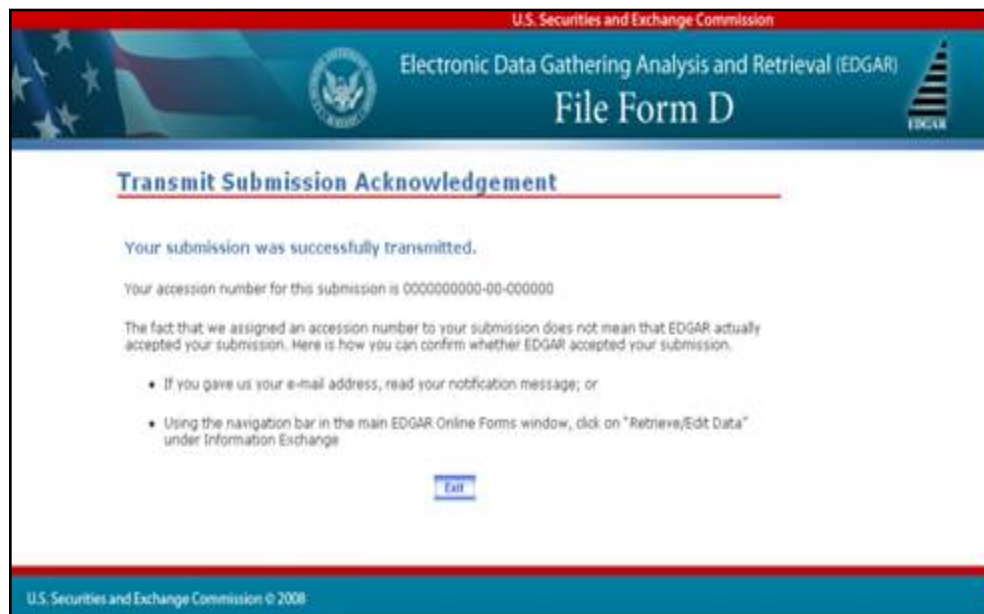 U.S. Securities and Exchange Commission
Electronic Data Gathering Analysis and Retrieval (EDGAR)
File Form D
EDGAR
Transmit Submission Acknowledgement
Your submission was successfully transmitted.
Your accession number for this submission is 0000000000-00-000000
The fact that we assigned an accession number to your submission does not mean that EDGAR actually
accepted your submission. Here is how you can confirm whether EDGAR accepted your submission.
• If you gave us your e-mail address, read your notification message; or
• Using the navigation bar in the main EDGAR Online Forms window, click on "Retrieve/Edit Data"
under Information Exchange
Exit
U.S. Securities and Exchange Commission © 2008